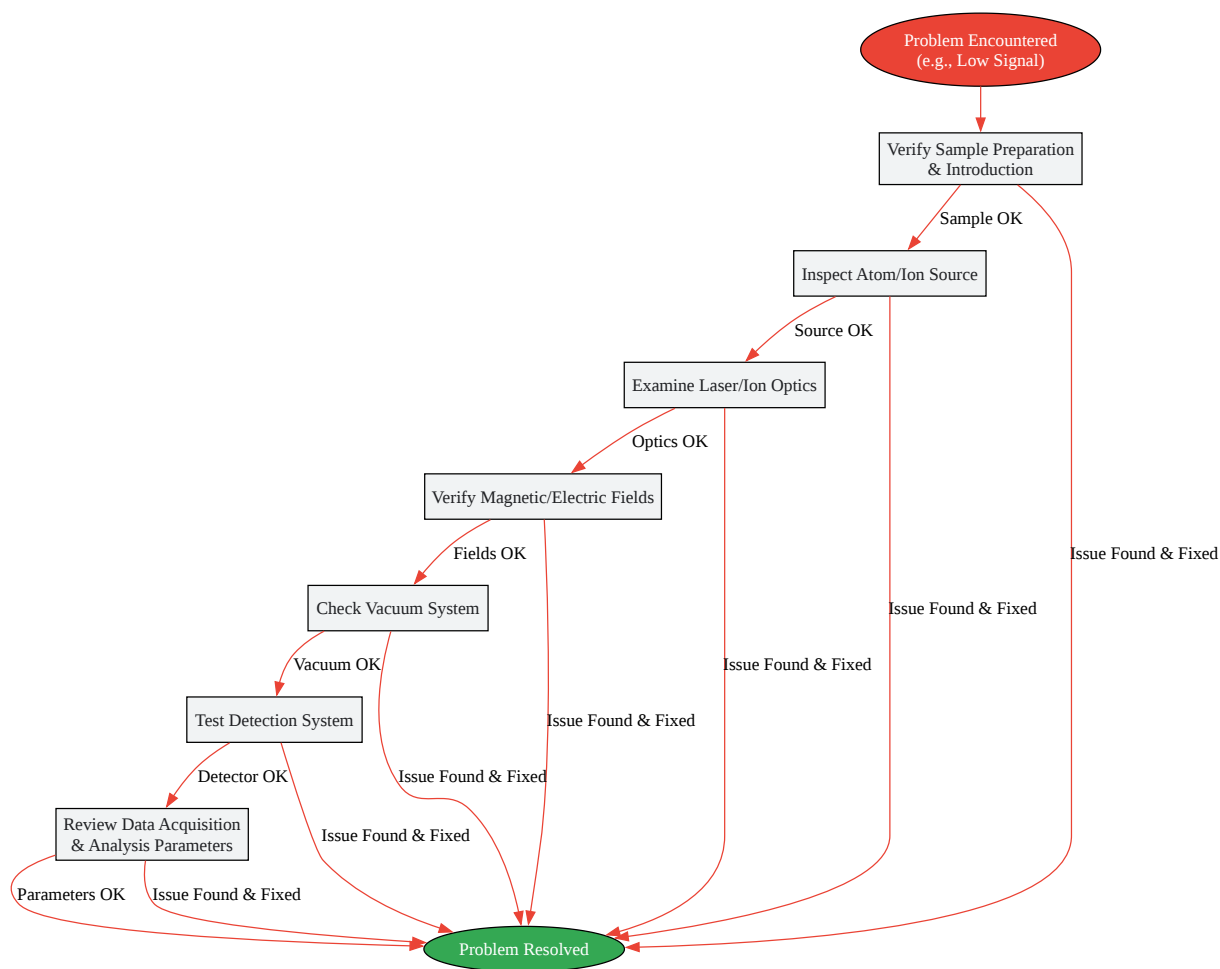 Problem Encountered
(e.g., Low Signal)
Verify Sample Preparation
& Introduction
Sample OK
Inspect Atom/Ion Source
Source OK
Examine Laser/Ion Optics
Optics OK
Verify Magnetic/Electric Fields
Fields OK
Issue Found & Fixed
Check Vacuum System
Issue Found & Fixed
Vacuum OK
Issue Found & Fixed
Test Detection System
Issue Found & Fixed
Detector OK
Issue Found & Fixed
Review Data Acquisition
& Analysis Parameters
Issue Found & Fixed
Parameters OK
Issue Found & Fixed
Problem Resolved